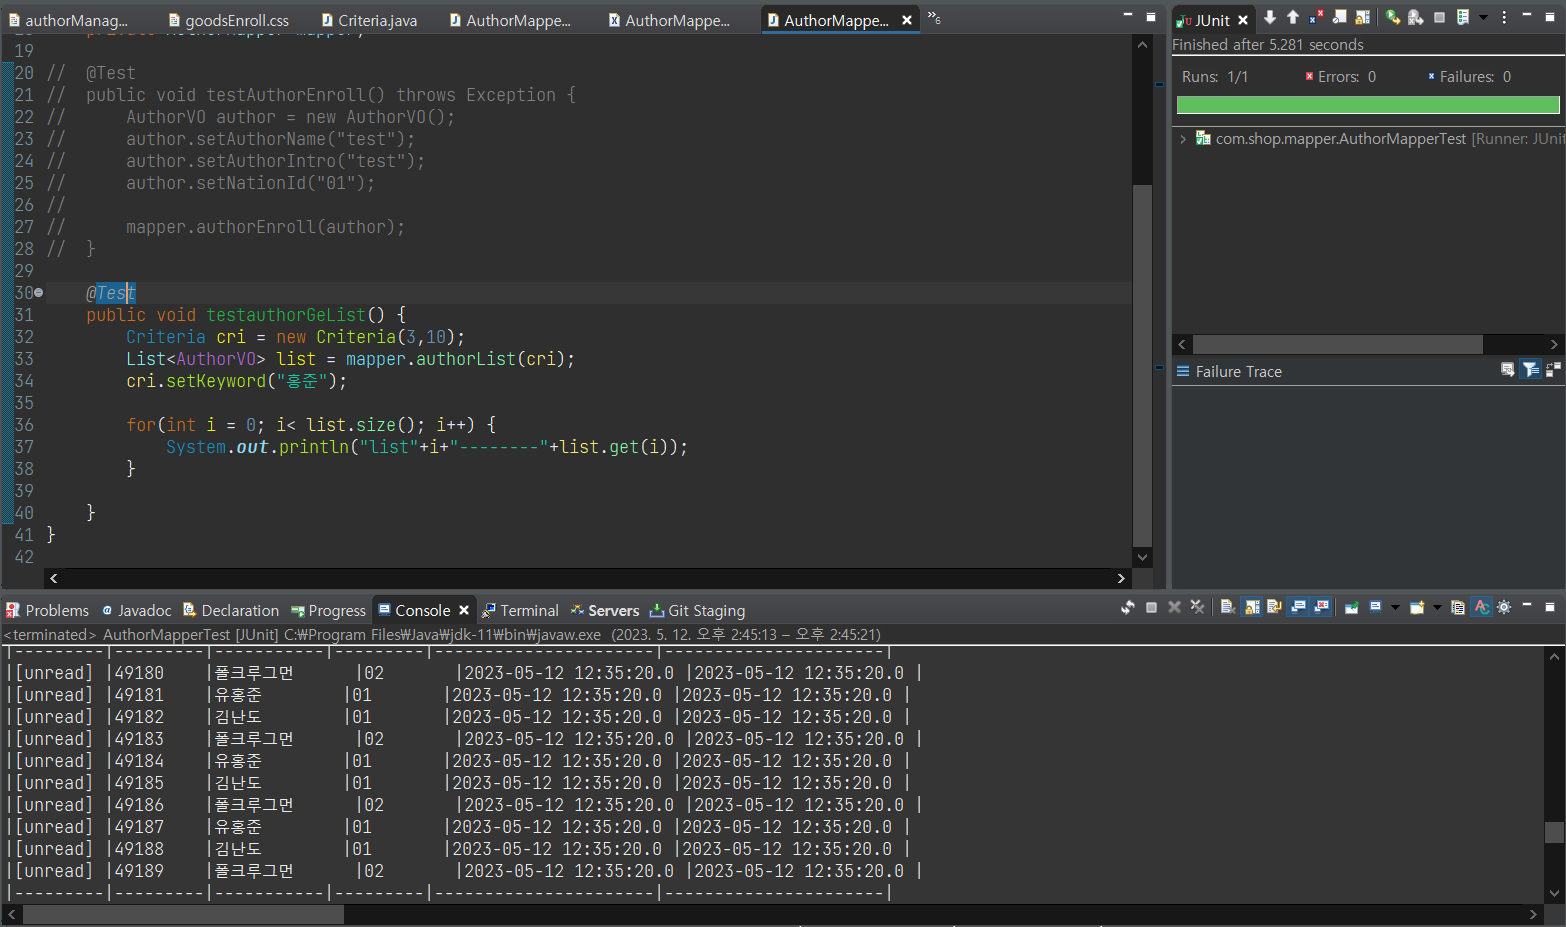 authorManag...
goodsEnroll.css
Criteria.java
AuthorMappe...
AuthorMappe...
AuthorMappe...
»6
19
20 //  @Test
21 //  public void testAuthorEnroll() throws Exception {
22 //      AuthorVO author = new AuthorVO();
23 //      author.setAuthorName("test");
24 //      author.setAuthorIntro("test");
25 //      author.setNationId("01");
26 //
27 //      mapper.authorEnroll(author);
28 //  }
29
30    @Test
31    public void testauthorGeList() {
32        Criteria cri = new Criteria(3,10);
33        List<AuthorVO> list = mapper.authorList(cri);
34        cri.setKeyword("홍준");
35
36        for(int i = 0; i< list.size(); i++) {
37            System.out.println("list"+i+"--------"+list.get(i));
38        }
39
40    }
41 }
42
JUnit
Finished after 5.281 seconds
Runs: 1/1
Errors: 0
Failures: 0
com.shop.mapper.AuthorMapperTest [Runner: JUni
Failure Trace
Problems
@ Javadoc
Declaration
Progress
Console
Terminal
Servers
Git Staging
<terminated> AuthorMapperTest [JUnit] C:₩Program Files₩Java₩jdk-11₩bin₩javaw.exe (2023. 5. 12. 오후 2:45:13 – 오후 2:45:21)
|---------|---------|-----------|---------|----------------------|----------------------|
|[unread] |49180    |폴크루그먼      |02       |2023-05-12 12:35:20.0 |2023-05-12 12:35:20.0 |
|[unread] |49181    |유홍준        |01       |2023-05-12 12:35:20.0 |2023-05-12 12:35:20.0 |
|[unread] |49182    |김난도        |01       |2023-05-12 12:35:20.0 |2023-05-12 12:35:20.0 |
|[unread] |49183    |폴크루그먼      |02       |2023-05-12 12:35:20.0 |2023-05-12 12:35:20.0 |
|[unread] |49184    |유홍준        |01       |2023-05-12 12:35:20.0 |2023-05-12 12:35:20.0 |
|[unread] |49185    |김난도        |01       |2023-05-12 12:35:20.0 |2023-05-12 12:35:20.0 |
|[unread] |49186    |폴크루그먼      |02       |2023-05-12 12:35:20.0 |2023-05-12 12:35:20.0 |
|[unread] |49187    |유홍준        |01       |2023-05-12 12:35:20.0 |2023-05-12 12:35:20.0 |
|[unread] |49188    |김난도        |01       |2023-05-12 12:35:20.0 |2023-05-12 12:35:20.0 |
|[unread] |49189    |폴크루그먼      |02       |2023-05-12 12:35:20.0 |2023-05-12 12:35:20.0 |
|---------|---------|-----------|---------|----------------------|----------------------|